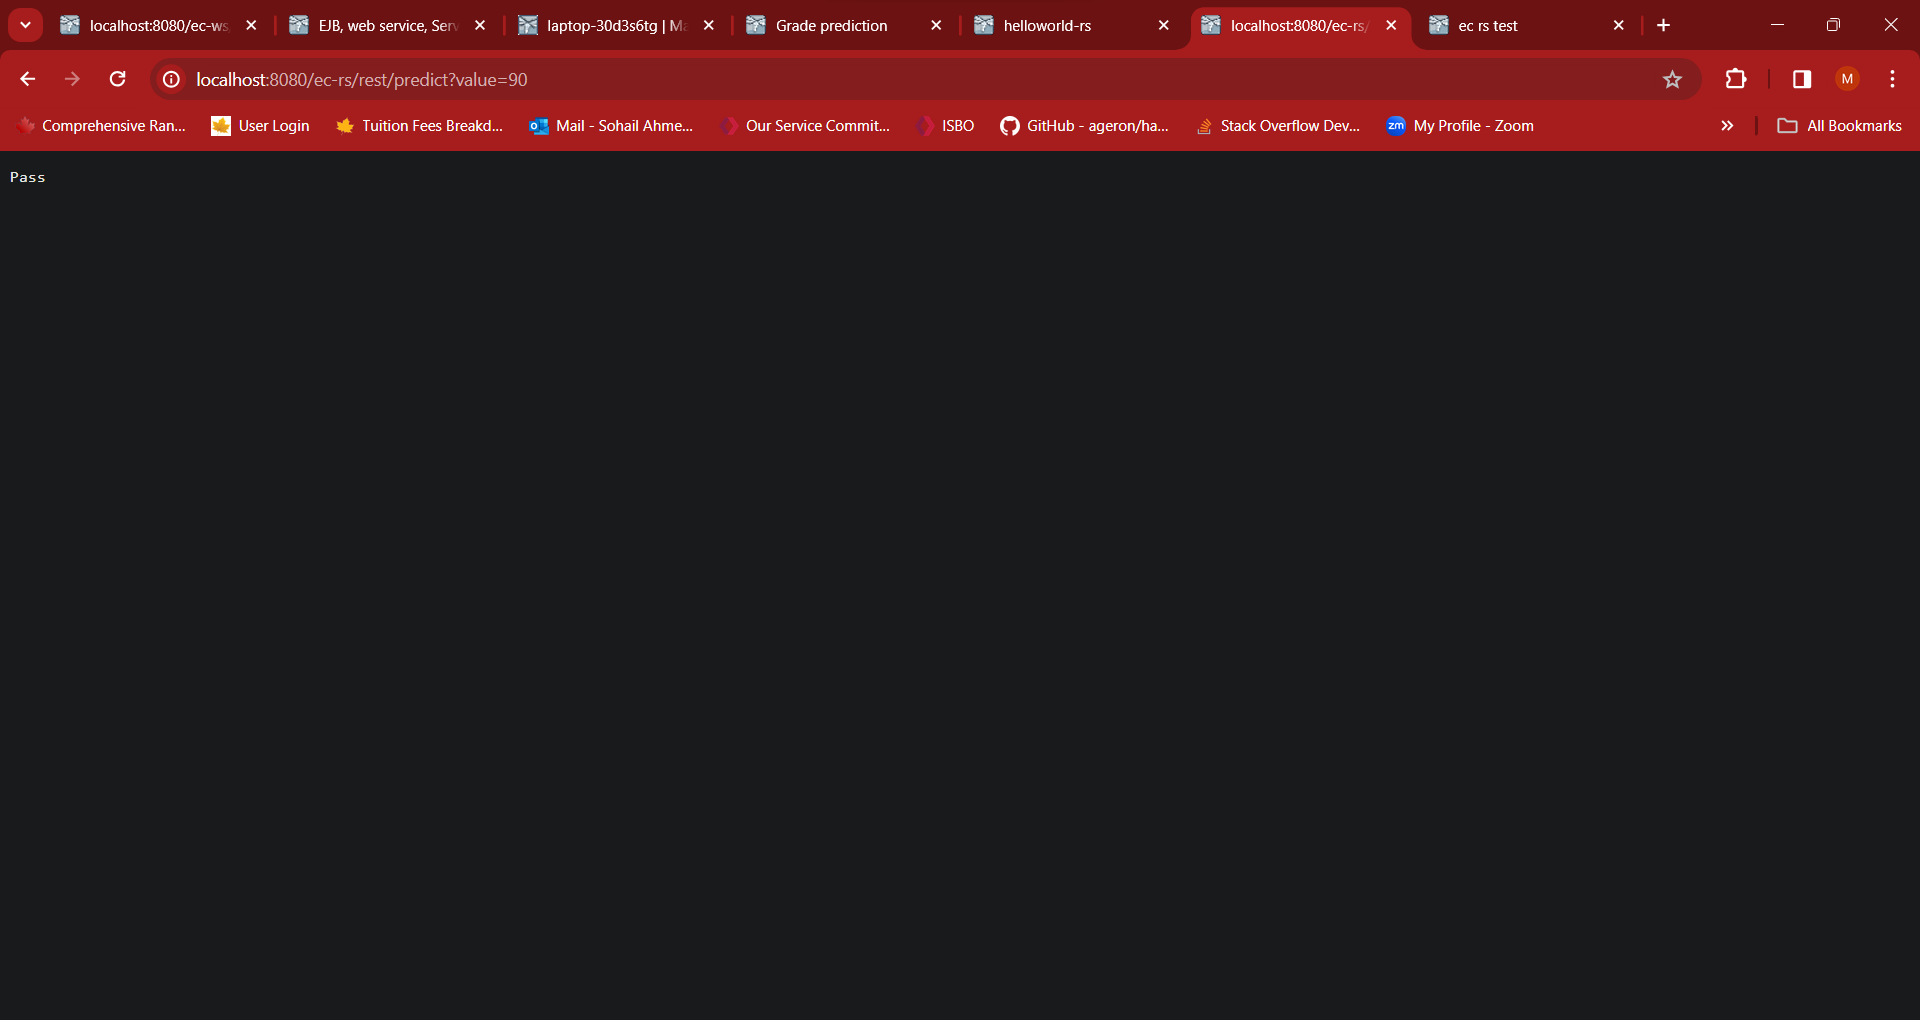 localhost:8080/ec-ws
EJB, web service, Serv
laptop-30d3s6tg | Ma
Grade prediction
helloworld-rs
localhost:8080/ec-rs/
ec rs test
localhost:8080/ec-rs/rest/predict?value=90
M
Comprehensive Ran...
User Login
Tuition Fees Breakd...
Mail - Sohail Ahme...
Our Service Commit...
ISBO
GitHub - ageron/ha...
Stack Overflow Dev...
zm My Profile - Zoom
All Bookmarks
Pass